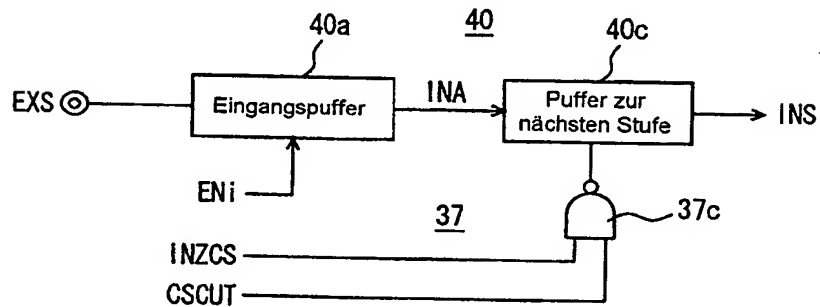 40a
40
40c
EXS
Eingangspuffer
INA
Puffer zur
nächsten Stufe
INS
ENi
37
37c
INZCS
CSCUT